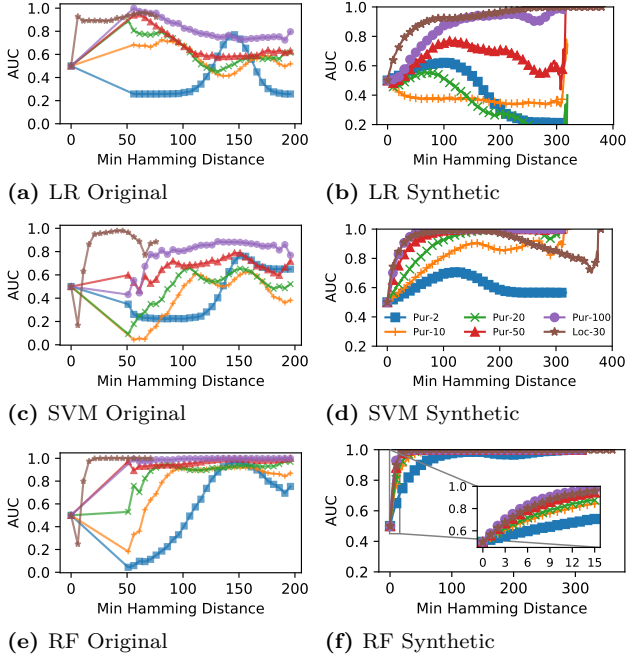 AUC
1.0
0.8
0.6
0.4
0.2
0.0
0 50 100 150 200
Min Hamming Distance
(a) LR Original
AUC
1.0
0.8
0.6
0.4
0.2
0 100 200 300 400
Min Hamming Distance
(b) LR Synthetic
AUC
1.0
0.8
0.6
0.4
0.2
0.0
0 50 100 150 200
Min Hamming Distance
(c) SVM Original
AUC
1.0
0.8
0.6
0.4
0.2
Pur-2 Pur-20 Pur-100
Pur-10 Pur-50 Loc-30
0 100 200 300 400
Min Hamming Distance
(d) SVM Synthetic
AUC
1.0
0.8
0.6
0.4
0.2
0.0
0 50 100 150 200
Min Hamming Distance
(e) RF Original
AUC
1.0
0.8
0.6
0.4
0.2
1.0
0.8
0.6
0 3 6 9 12 15
0 100 200 300
Min Hamming Distance
(f) RF Synthetic